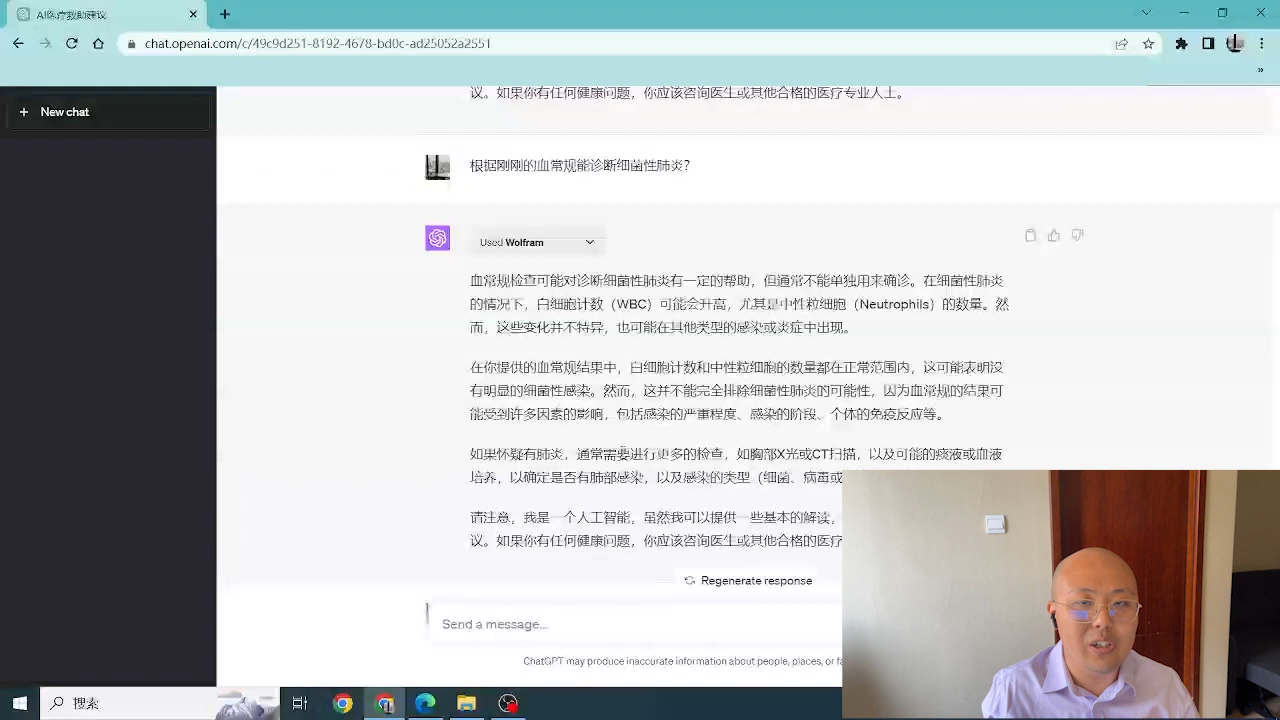 AI医疗救助建议
chat.openai.com/c/49c9d251-8192-4678-bd0c-ad25052a2551
New chat
议。如果你有任何健康问题，你应该咨询医生或其他合格的医疗专业人士。
根据刚刚的血常规能诊断细菌性肺炎？
Used Wolfram
血常规检查可能对诊断细菌性肺炎有一定的帮助，但通常不能单独用来确诊。在细菌性肺炎
的情况下，白细胞计数（WBC）可能会升高，尤其是中性粒细胞（Neutrophils）的数量。然
而，这些变化并不特异，也可能在其他类型的感染或炎症中出现。
在你提供的血常规结果中，白细胞计数和中性粒细胞的数量都在正常范围内，这可能表明没
有明显的细菌性感染。然而，这并不能完全排除细菌性肺炎的可能性，因为血常规的结果可
能受到许多因素的影响，包括感染的严重程度、感染的阶段、个体的免疫反应等。
如果怀疑有肺炎，通常需要进行更多的检查，如胸部X光或CT扫描，以及可能的痰液或血液
培养，以确定是否有肺部感染，以及感染的类型（细菌、病毒或
请注意，我是一个人工智能，虽然我可以提供一些基本的解读，
议。如果你有任何健康问题，你应该咨询医生或其他合格的医疗
Regenerate response
Send a message...
ChatGPT may produce inaccurate information about people, places, or fa
搜索